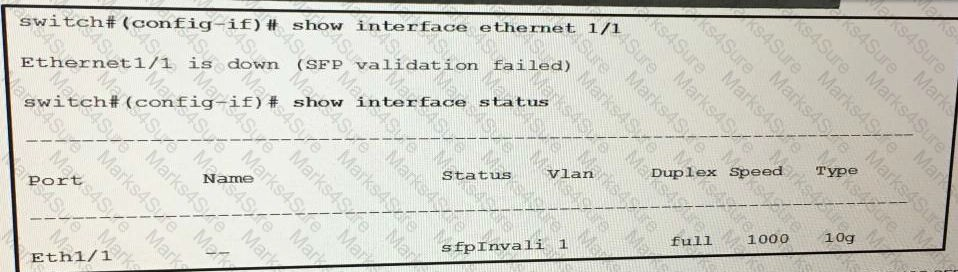 switch#(config-if)# show interface ethernet 1/1
Ethernet1/1 is down (SFP validation failed)
switch#(config-if)# show interface status
Port Name Status Vlan Duplex Speed Type
Eth1/1 -- sfpInvali 1 full 1000 10g
Marks4Sure